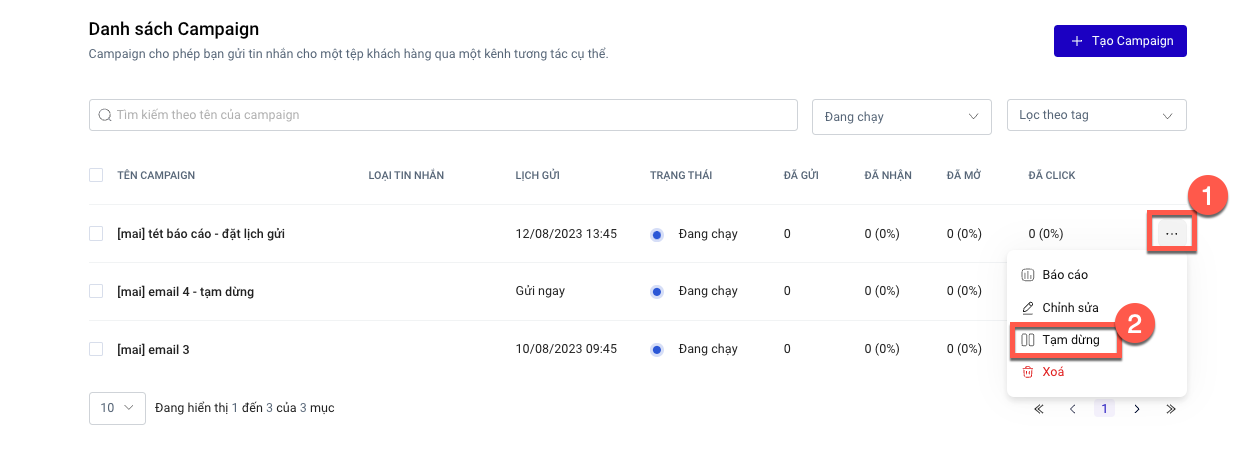 Danh sách Campaign
Campaign cho phép bạn gửi tin nhắn cho một tệp khách hàng qua một kênh tương tác cụ thể.
+ Tạo Campaign
Tìm kiếm theo tên của campaign
Đang chạy
Lọc theo tag
TÊN CAMPAIGN LOẠI TIN NHẮN LỊCH GỬI TRẠNG THÁI ĐÃ GỬI ĐÃ NHẬN ĐÃ MỞ ĐÃ CLICK
1
[mai] tét báo cáo - đặt lịch gửi 12/08/2023 13:45 Đang chạy 0 0 (0%) 0 (0%) 0 (0%) ...
[mai] email 4 - tạm dừng Gửi ngay Đang chạy 0 0 (0%) 0 (0%)
[mai] email 3 10/08/2023 09:45 Đang chạy 0 0 (0%) 0 (0%)
Báo cáo
Chỉnh sửa
2
Tạm dừng
Xoá
10 Đang hiển thị 1 đến 3 của 3 mục
« < 1 > »